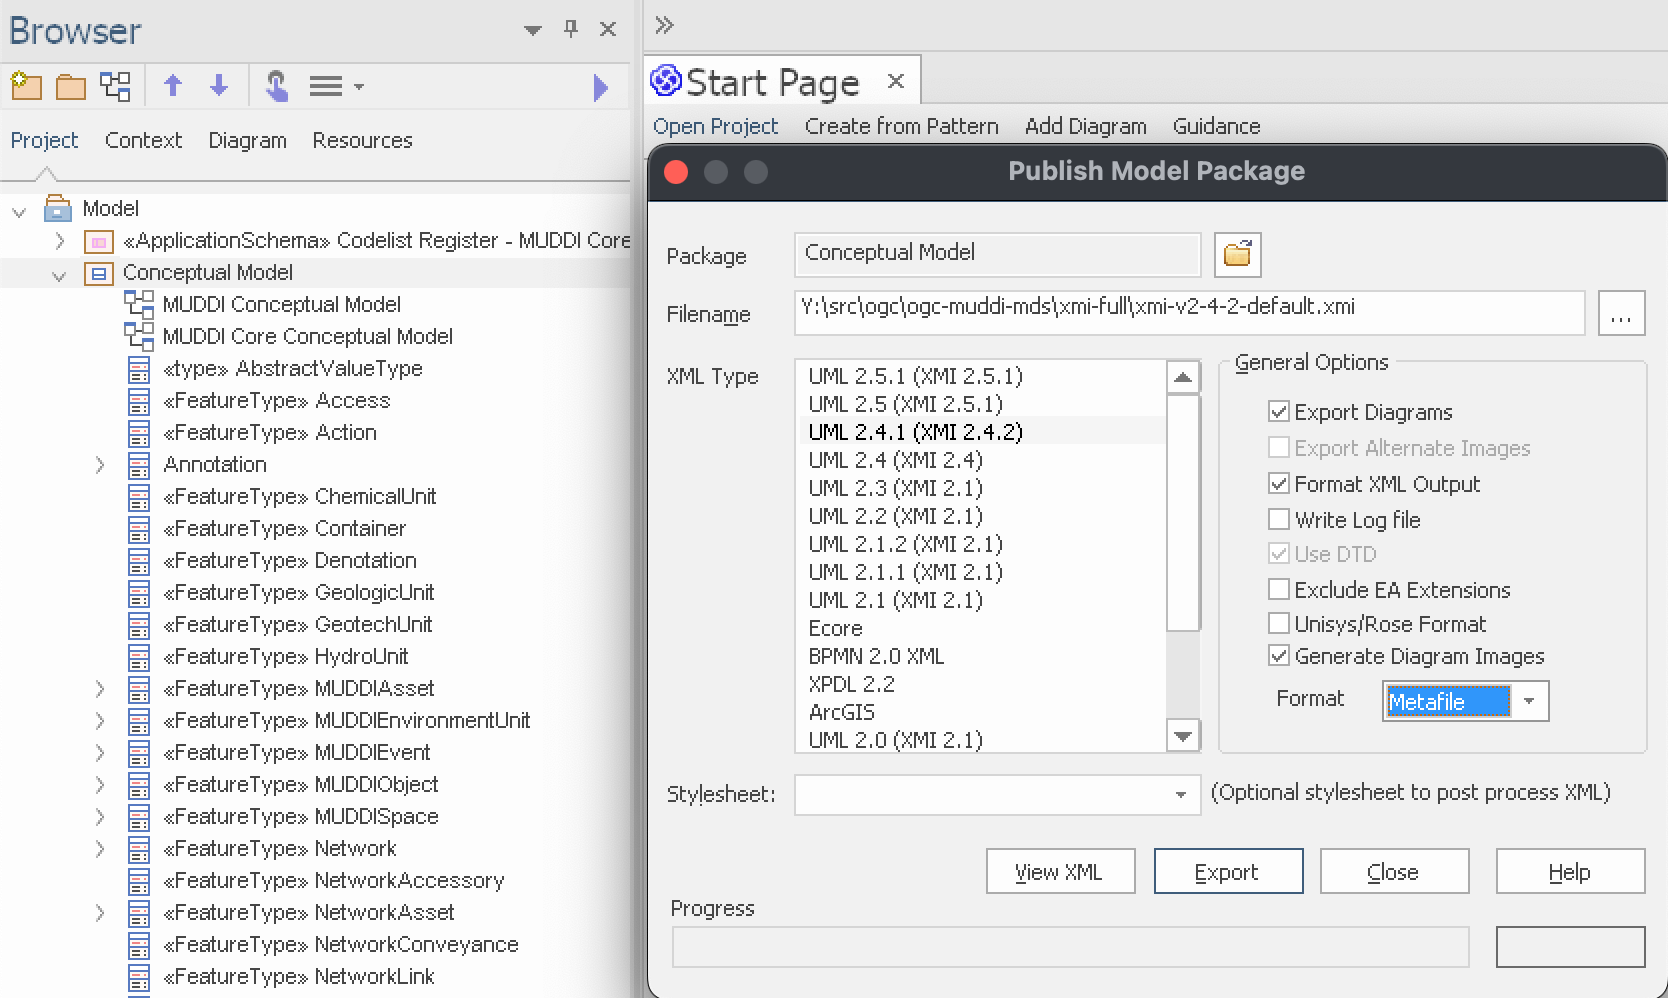 Browser
Project Context Diagram Resources
Model
«ApplicationSchema» Codelist Register - MUDDI Core
Conceptual Model
MUDDI Conceptual Model
MUDDI Core Conceptual Model
«type» AbstractValueType
«FeatureType» Access
«FeatureType» Action
Annotation
«FeatureType» ChemicalUnit
«FeatureType» Container
«FeatureType» Denotation
«FeatureType» GeologicUnit
«FeatureType» GeotechUnit
«FeatureType» HydroUnit
«FeatureType» MUDDIAsset
«FeatureType» MUDDIEnvironmentUnit
«FeatureType» MUDDIEvent
«FeatureType» MUDDIObject
«FeatureType» MUDDISpace
«FeatureType» Network
«FeatureType» NetworkAccessory
«FeatureType» NetworkAsset
«FeatureType» NetworkConveyance
«FeatureType» NetworkLink
Start Page
Open Project Create from Pattern Add Diagram Guidance
Publish Model Package
Package Conceptual Model
Filename Y:\src\ogc\ogc-muddi-mds\xmi-full\xmi-v2-4-2-default.xmi ...
XML Type
UML 2.5.1 (XMI 2.5.1)
UML 2.5 (XMI 2.5.1)
UML 2.4.1 (XMI 2.4.2)
UML 2.4 (XMI 2.4)
UML 2.3 (XMI 2.1)
UML 2.2 (XMI 2.1)
UML 2.1.2 (XMI 2.1)
UML 2.1.1 (XMI 2.1)
UML 2.1 (XMI 2.1)
Ecore
BPMN 2.0 XML
XPDL 2.2
ArcGIS
UML 2.0 (XMI 2.1)
General Options
Export Diagrams
Export Alternate Images
Format XML Output
Write Log file
Use DTD
Exclude EA Extensions
Unisys/Rose Format
Generate Diagram Images
Format Metafile
Stylesheet: (Optional stylesheet to post process XML)
View XML Export Close Help
Progress